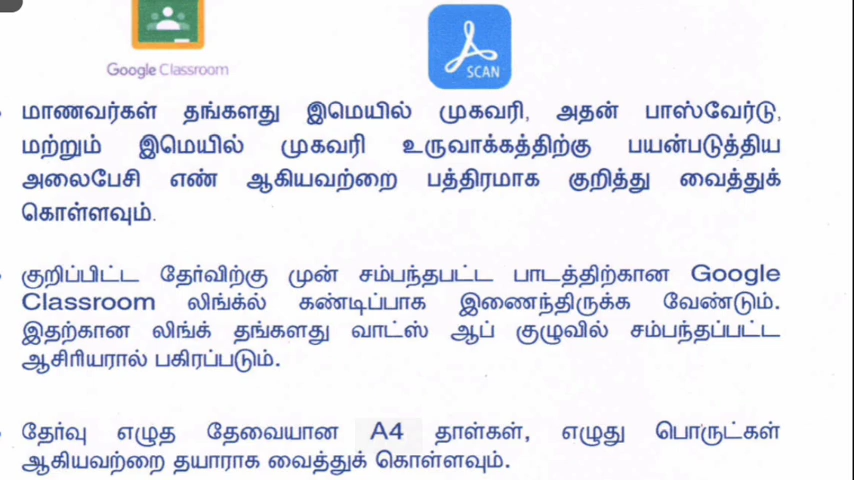 Google Classroom
SCAN
மாணவர்கள் தங்களது இமெயில் முகவரி, அதன் பாஸ்வேர்டு,
மற்றும் இமெயில் முகவரி உருவாக்கத்திற்கு பயன்படுத்திய
அலைபேசி எண் ஆகியவற்றை பத்திரமாக குறித்து வைத்துக்
கொள்ளவும்.
குறிப்பிட்ட தேர்விற்கு முன் சம்பந்தபட்ட பாடத்திற்கான Google
Classroom லிங்க்ல் கண்டிப்பாக இணைந்திருக்க வேண்டும்.
இதற்கான லிங்க் தங்களது வாட்ஸ் ஆப் குழுவில் சம்பந்தப்பட்ட
ஆசிரியரால் பகிரப்படும்.
தேர்வு எழுத தேவையான A4 தாள்கள், எழுது பொருட்கள்
ஆகியவற்றை தயாராக வைத்துக் கொள்ளவும்.